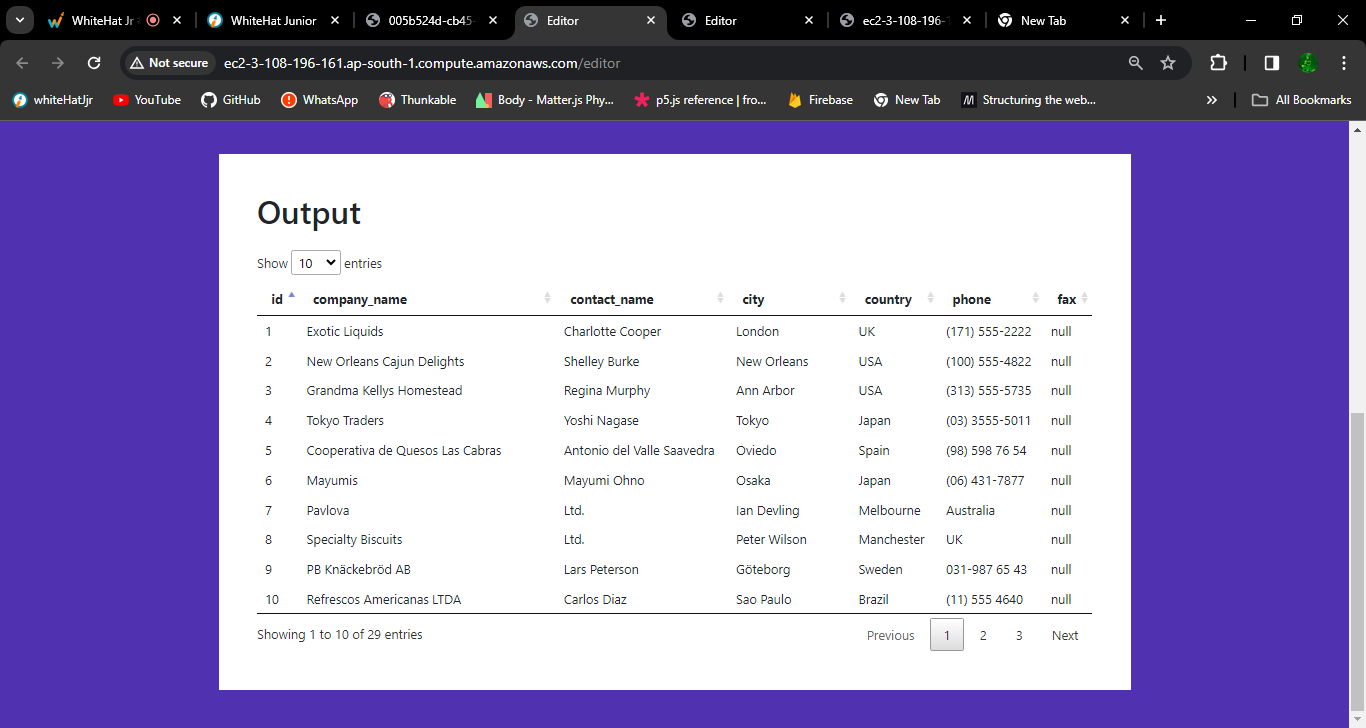 WhiteHat Jr
WhiteHat Junior
005b524d-cb45-
Editor
Editor
ec2-3-108-196-1
New Tab
Not secure ec2-3-108-196-161.ap-south-1.compute.amazonaws.com/editor
whiteHatJjr YouTube GitHub WhatsApp Thunkable Body - Matter.js Phy... p5.js reference | fro... Firebase New Tab M Structuring the web... » All Bookmarks
Output
Show 10 entries
id company_name contact_name city country phone fax
1 Exotic Liquids Charlotte Cooper London UK (171) 555-2222 null
2 New Orleans Cajun Delights Shelley Burke New Orleans USA (100) 555-4822 null
3 Grandma Kellys Homestead Regina Murphy Ann Arbor USA (313) 555-5735 null
4 Tokyo Traders Yoshi Nagase Tokyo Japan (03) 3555-5011 null
5 Cooperativa de Quesos Las Cabras Antonio del Valle Saavedra Oviedo Spain (98) 598 76 54 null
6 Mayumis Mayumi Ohno Osaka Japan (06) 431-7877 null
7 Pavlova Ltd. Ian Devling Melbourne Australia null
8 Specialty Biscuits Ltd. Peter Wilson Manchester UK null
9 PB Knäckebröd AB Lars Peterson Göteborg Sweden 031-987 65 43 null
10 Refrescos Americanas LTDA Carlos Diaz Sao Paulo Brazil (11) 555 4640 null
Showing 1 to 10 of 29 entries Previous 1 2 3 Next